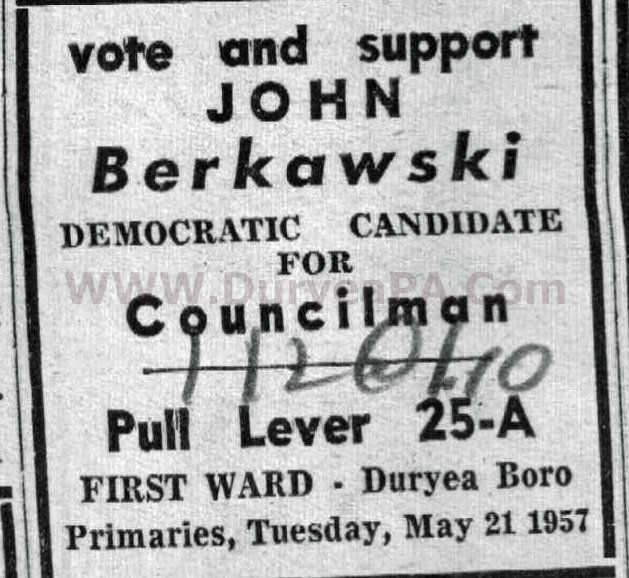 vote and support
JOHN
Berkawski
DEMOCRATIC CANDIDATE
FOR
WWW.DuryeaPA.Com
Councilman
Pull Lever 25-A
FIRST WARD - Duryea Boro
Primaries, Tuesday, May 21 1957